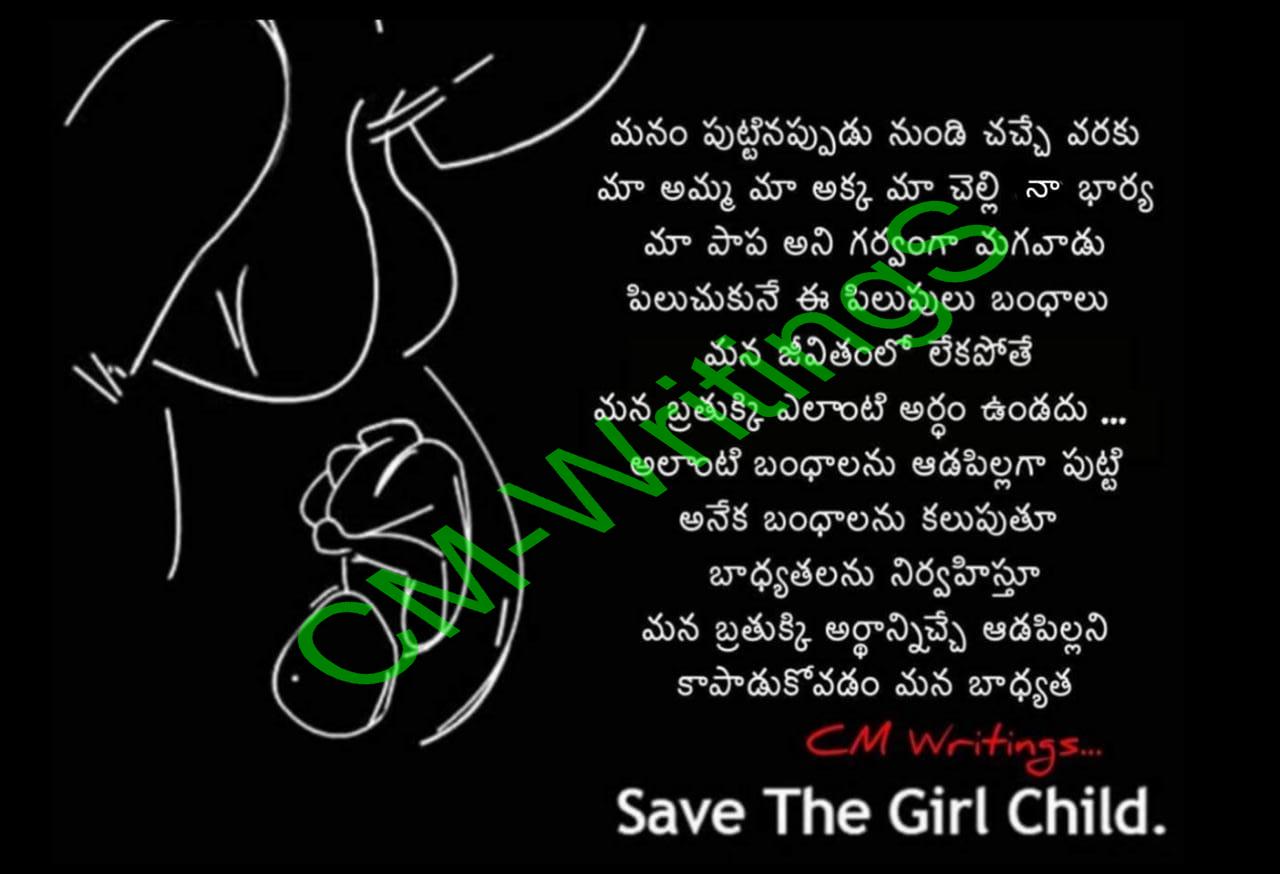 మనం పుట్టినప్పుడు నుండి చచ్చే వరకు
మా అమ్మ మా అక్క మా చెల్లి నా భార్య
మా పాప అని గర్వంగా మగవాడు
పిలుచుకునే ఈ పిలుపులు బంధాలు
మన జీవితంలో లేకపోతే
మన బ్రతుక్కి ఎలాంటి అర్ధం ఉండదు ...
అలాంటి బంధాలను ఆడపిల్లగా పుట్టి
అనేక బంధాలను కలుపుతూ
బాధ్యతలను నిర్వహిస్తూ
మన బ్రతుక్కి అర్థాన్నిచ్చే ఆడపిల్లని
కాపాడుకోవడం మన బాధ్యత
CM Writings...
Save The Girl Child.
CM-WritingS